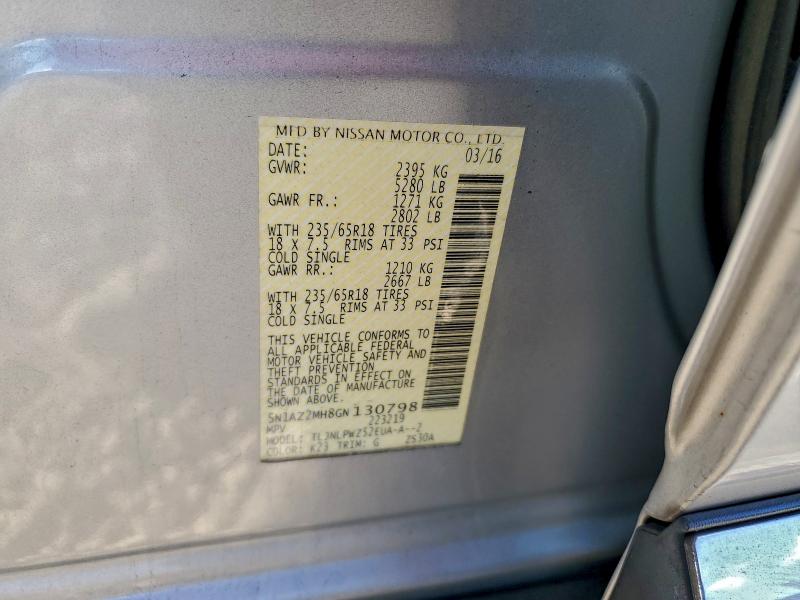 MFD BY NISSAN MOTOR CO., LTD.
DATE: 03/16
GVWR: 2395 KG
5280 LB
GAWR FR.: 1271 KG
2802 LB
WITH 235/65R18 TIRES
18 X 7.5 RIMS AT 33 PSI
COLD SINGLE
GAWR RR.: 1210 KG
2667 LB
WITH 235/65R18 TIRES
18 X 7.5 RIMS AT 33 PSI
COLD SINGLE
THIS VEHICLE CONFORMS TO
ALL APPLICABLE FEDERAL
MOTOR VEHICLE SAFETY AND
THEFT PREVENTION
STANDARDS IN EFFECT ON
THE DATE OF MANUFACTURE
SHOWN ABOVE.
5N1AZ2MH8GN130798
MPV 223219
MODEL: TLJNLPWZ52EUA-A--2
COLOR: K23 TRIM: G ZS30A